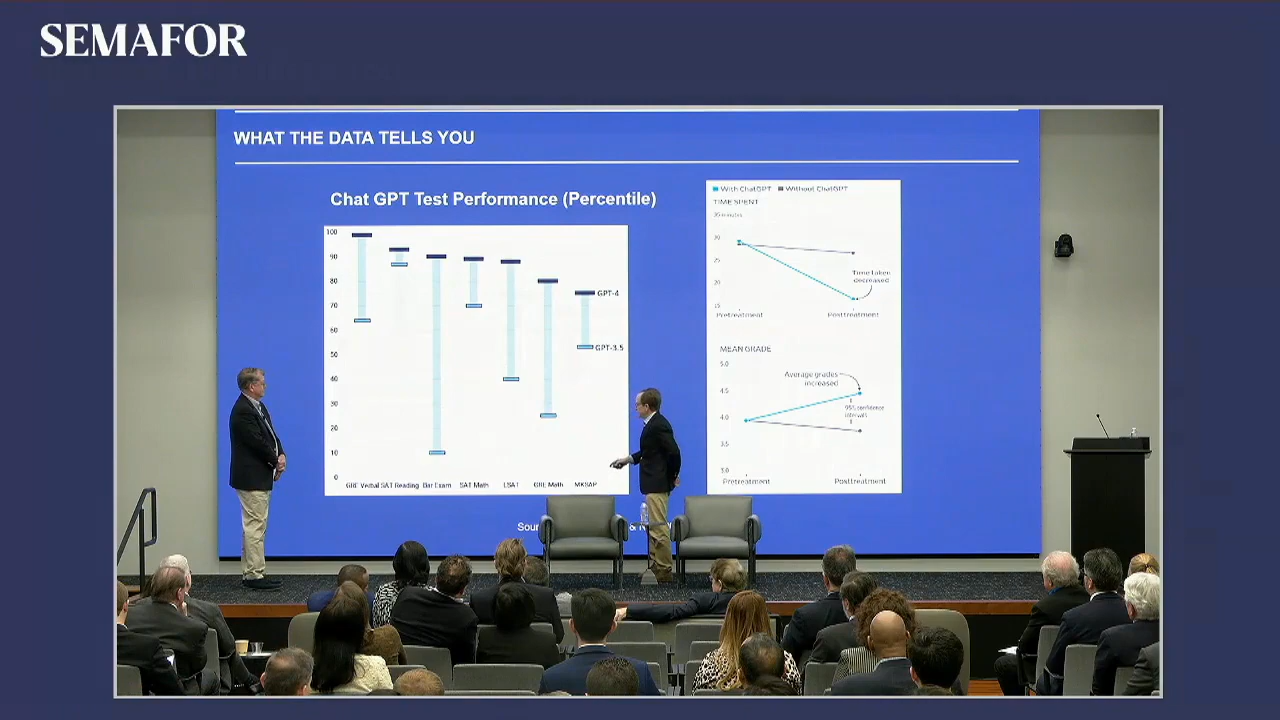 SEMAFOR
WHAT THE DATA TELLS YOU
Chat GPT Test Performance (Percentile)
100
90
80
70
60
50
40
30
20
10
0
GPT-4
GPT-3.5
GRE Verbal SAT Reading Bar Exam SAT Math LSAT GRE Math MKSAP
With ChatGPT Without ChatGPT
TIME SPENT
35 minutes
30
25
20
15
Time taken
decreased
Pretreatment Posttreatment
MEAN GRADE
5.0
4.5
4.0
3.5
3.0
Average grades
increased
95% confidence
intervals
Pretreatment Posttreatment